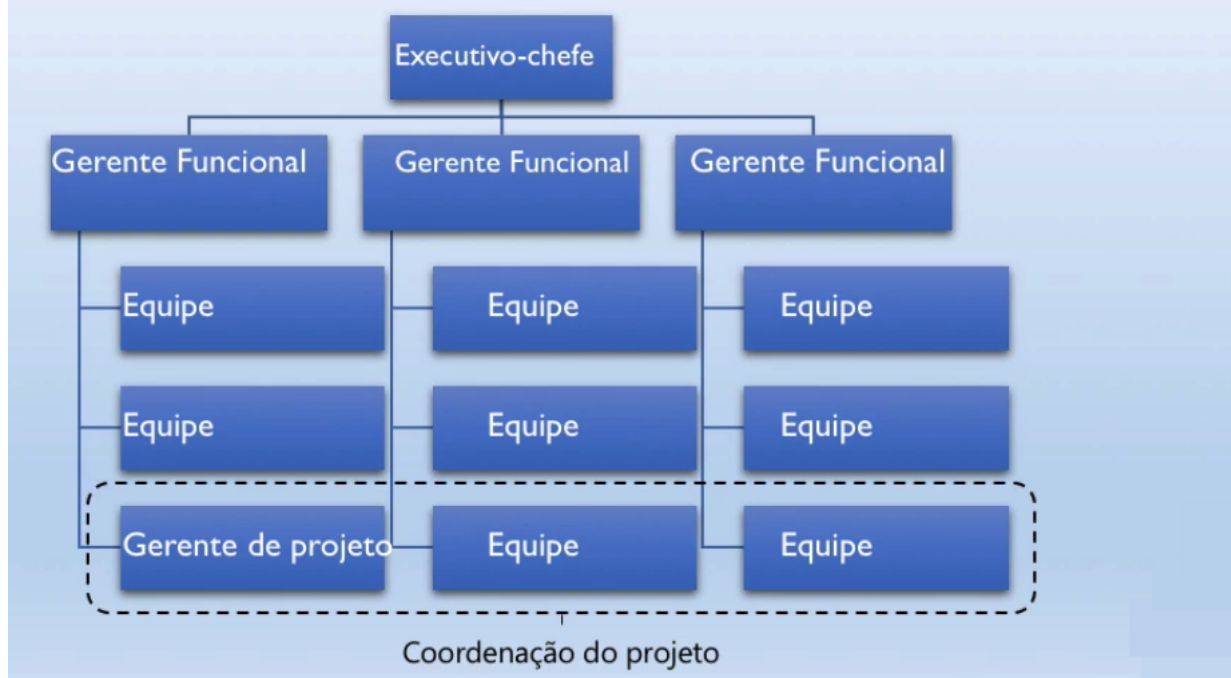 Executivo-chefe
Gerente Funcional
Gerente Funcional
Gerente Funcional
Equipe
Equipe
Equipe
Equipe
Equipe
Equipe
Gerente de projeto
Equipe
Equipe
Coordenação do projeto